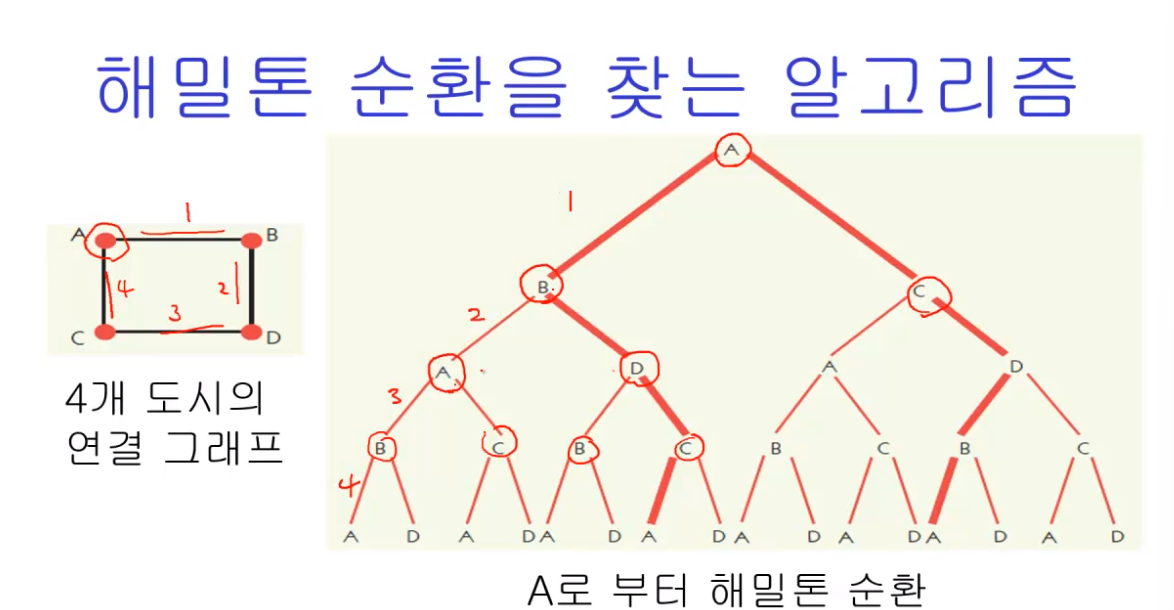 해밀톤 순환을 찾는 알고리즘
A
1
1
A B
B C
4 2
2
3
C D
A D A D
4개 도시의
3
연결 그래프
B C B C B C B C
4
A D A D A D A D A D A D A D A D
A로 부터 해밀톤 순환